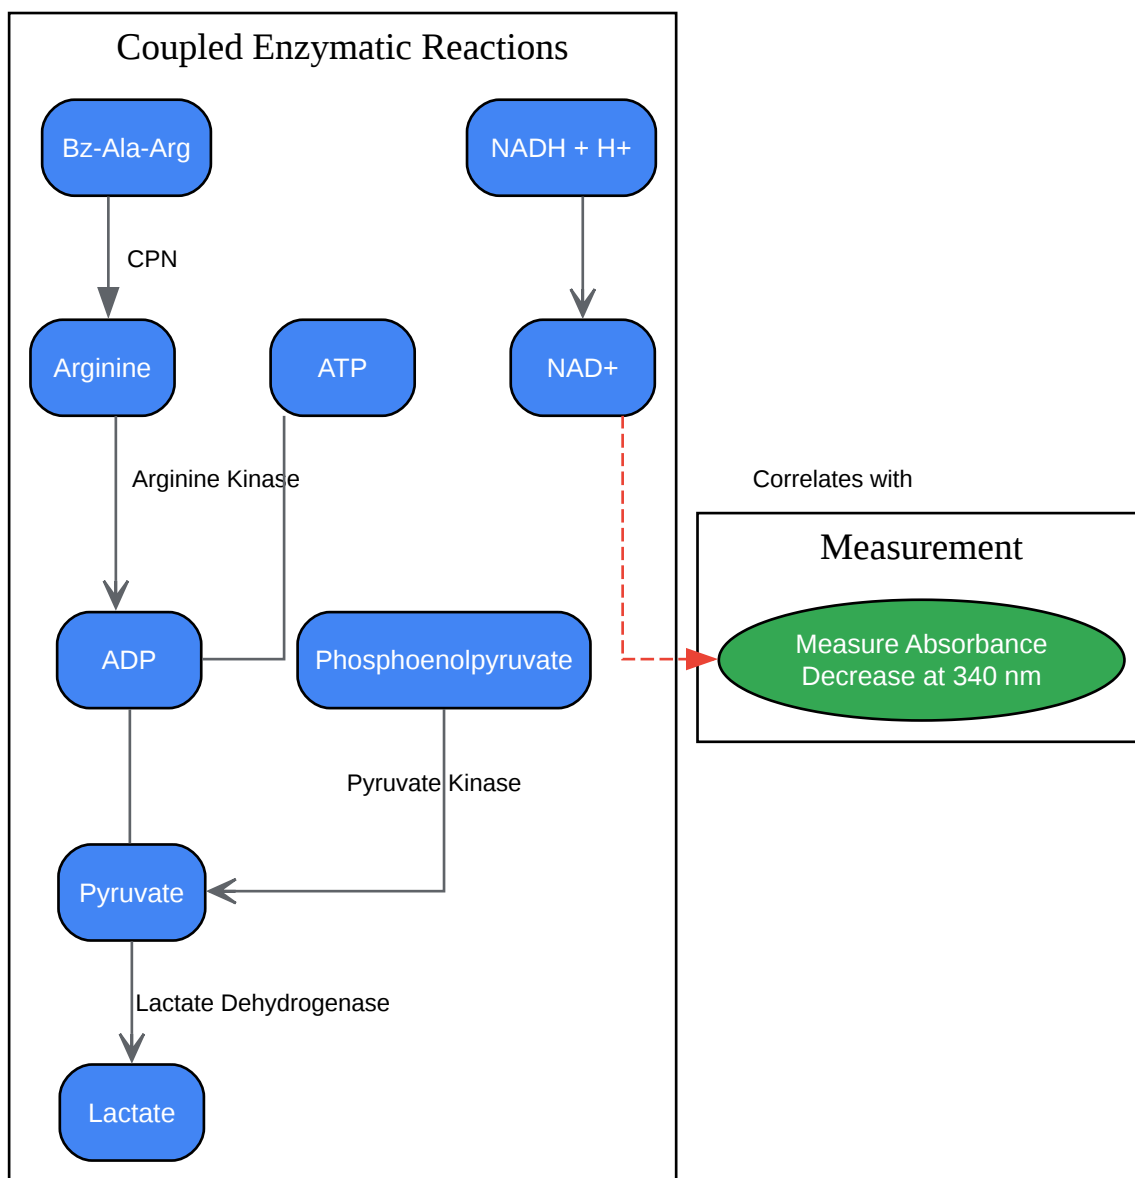 Coupled Enzymatic Reactions
Bz-Ala-Arg
NADH + H+
CPN
Arginine
ATP
NAD+
Arginine Kinase
Correlates with
Measurement
Measure Absorbance
Decrease at 340 nm
ADP
Phosphoenolpyruvate
Pyruvate Kinase
Pyruvate
Lactate Dehydrogenase
Lactate